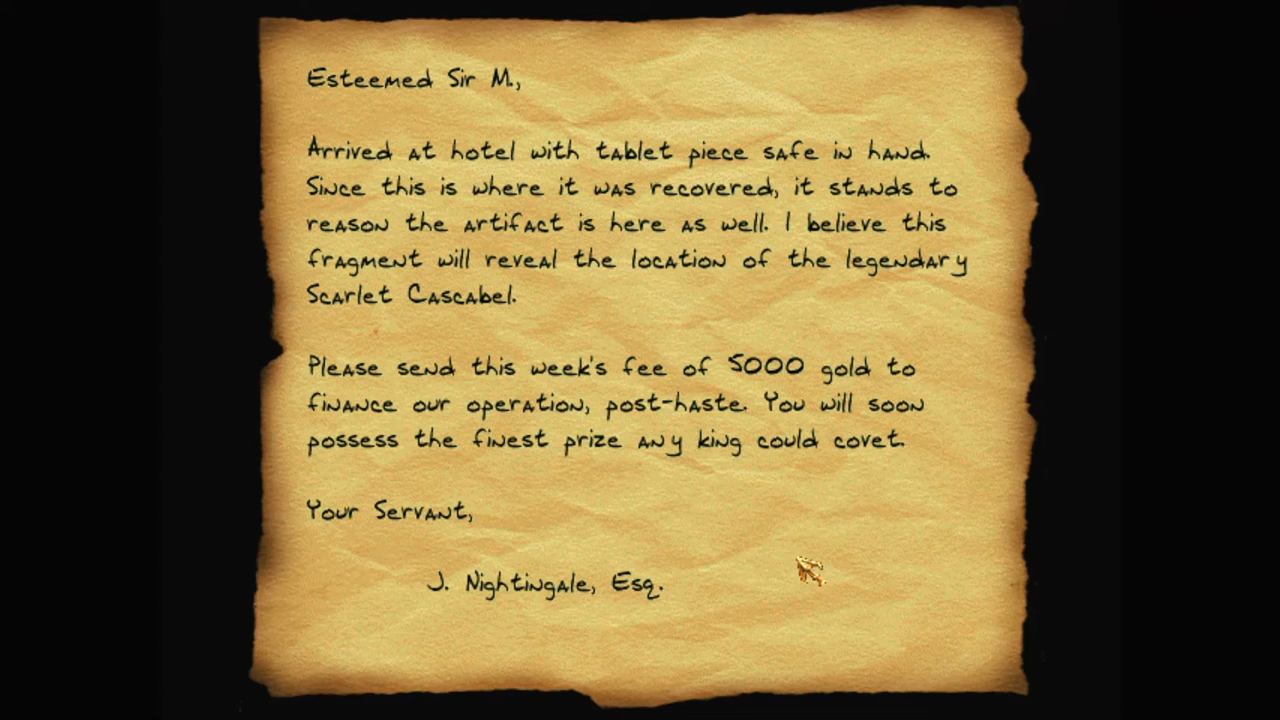 Esteemed Sir M.,
Arrived at hotel with tablet piece safe in hand.
Since this is where it was recovered, it stands to
reason the artifact is here as well. I believe this
fragment will reveal the location of the legendary
Scarlet Cascabel.
Please send this week's fee of 5000 gold to
finance our operation, post-haste. You will soon
possess the finest prize any king could covet.
Your Servant,
J. Nightingale, Esq.